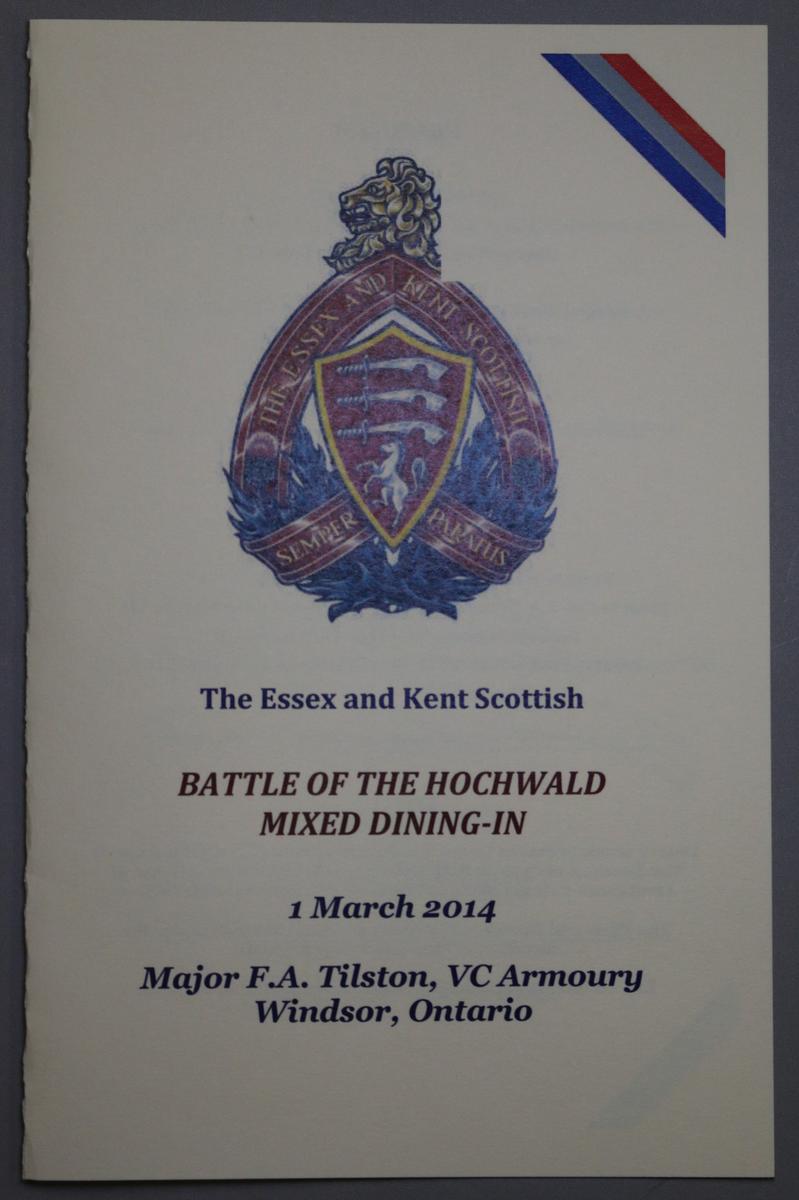 THE ESSEX AND KENT SCOTTISH
SEMPER PARATUS
The Essex and Kent Scottish
BATTLE OF THE HOCHWALD
MIXED DINING-IN
1 March 2014
Major F.A. Tilston, VC Armoury
Windsor, Ontario